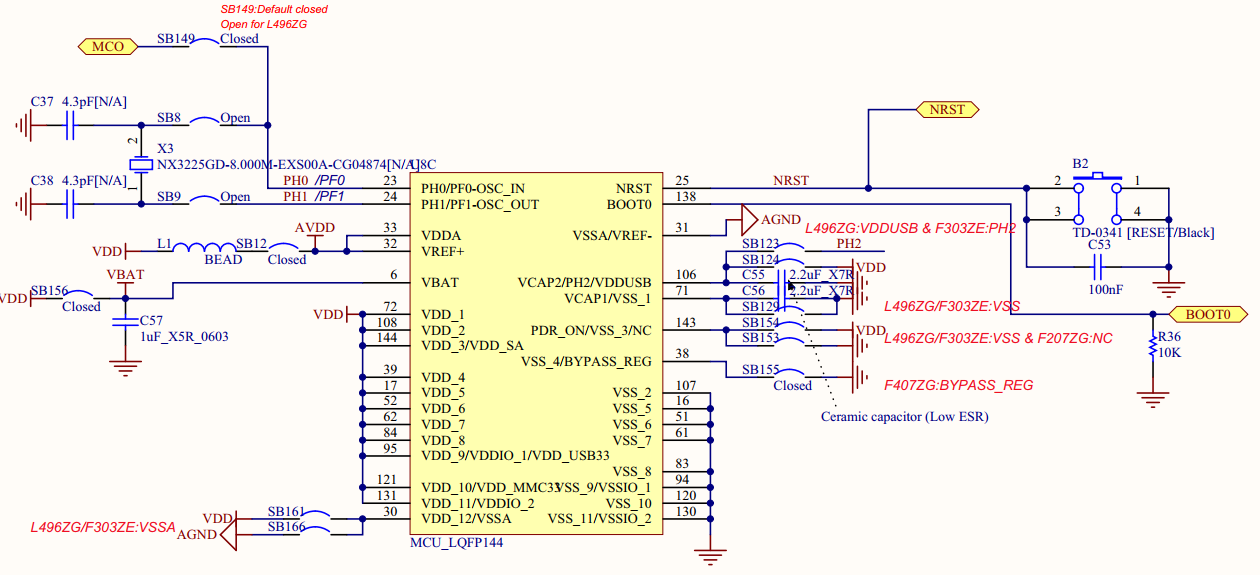 SB149:Default closed
Open for L496ZG
MCO
SB149
Closed
C37 4.3pF[N/A]
SB8
Open
2
X3
NX3225GD-8.000M-EXS00A-CG04874[N/A]
U8C
1
C38 4.3pF[N/A]
SB9
Open
PH0 /PF0
PH1 /PF1
23
24
PH0/PF0-OSC_IN
PH1/PF1-OSC_OUT
AVDD
VDD
L1
BEAD
SB12
Closed
33
32
VDDA
VREF+
VBAT
VDD
SB156
Closed
6
VBAT
C57
1uF_X5R_0603
VDD
72
VDD_1
108
VDD_2
144
VDD_3/VDD_SA
39
VDD_4
17
VDD_5
52
VDD_6
62
VDD_7
84
VDD_8
95
VDD_9/VDDIO_1/VDD_USB33
121
VDD_10/VDD_MMC33
131
VDD_11/VDDIO_2
30
VDD_12/VSSA
L496ZG/F303ZE:VSSA
VDD
SB161
AGND
SB166
MCU_LQFP144
NRST
25
NRST
BOOT0
138
VSSA/VREF-
31
AGND
L496ZG:VDDUSB & F303ZE:PH2
SB123
PH2
SB124
VDD
VCAP2/PH2/VDDUSB
106
C55
2.2uF_X7R
VCAP1/VSS_1
71
C56
2.2uF_X7R
SB129
L496ZG/F303ZE:VSS
PDR_ON/VSS_3/NC
143
SB154
VDD
SB153
L496ZG/F303ZE:VSS & F207ZG:NC
VSS_4/BYPASS_REG
38
SB155
Closed
F407ZG:BYPASS_REG
Ceramic capacitor (Low ESR)
VSS_2
107
VSS_5
16
VSS_6
51
VSS_7
61
VSS_8
83
VSS_9/VSSIO_1
94
VSS_10
120
VSS_11/VSSIO_2
130
NRST
B2
2
1
3
4
TD-0341 [RESET/Black]
C53
100nF
BOOT0
R36
10K